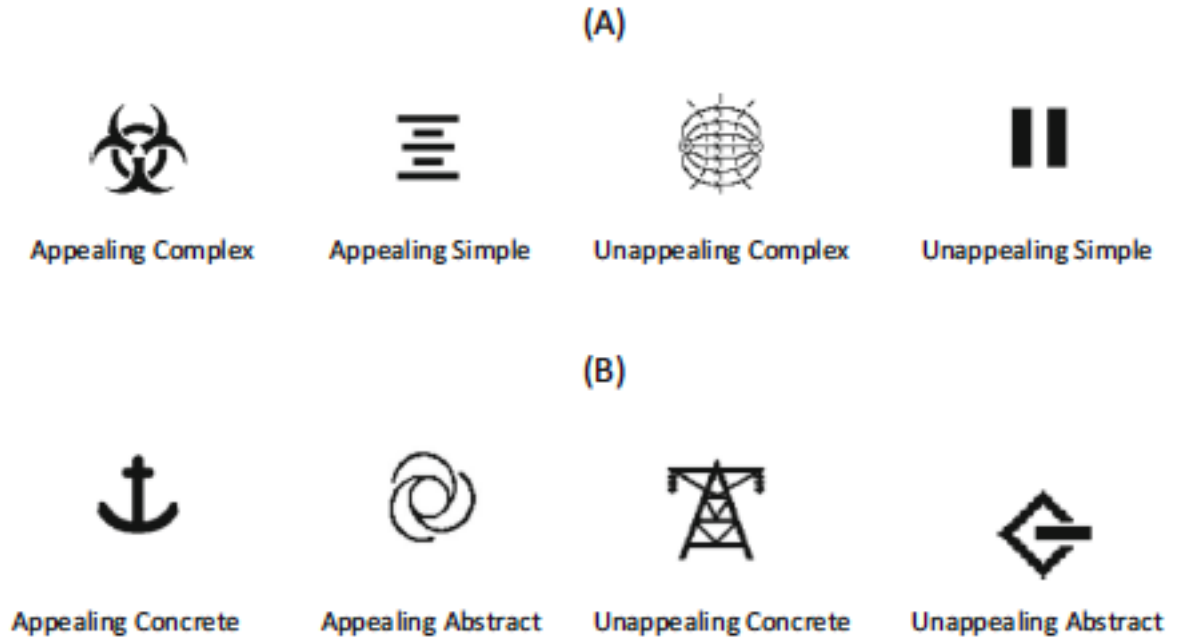 (A)
Appealing Complex
Appealing Simple
Unappealing Complex
Unappealing Simple
(B)
Appealing Concrete
Appealing Abstract
Unappealing Concrete
Unappealing Abstract